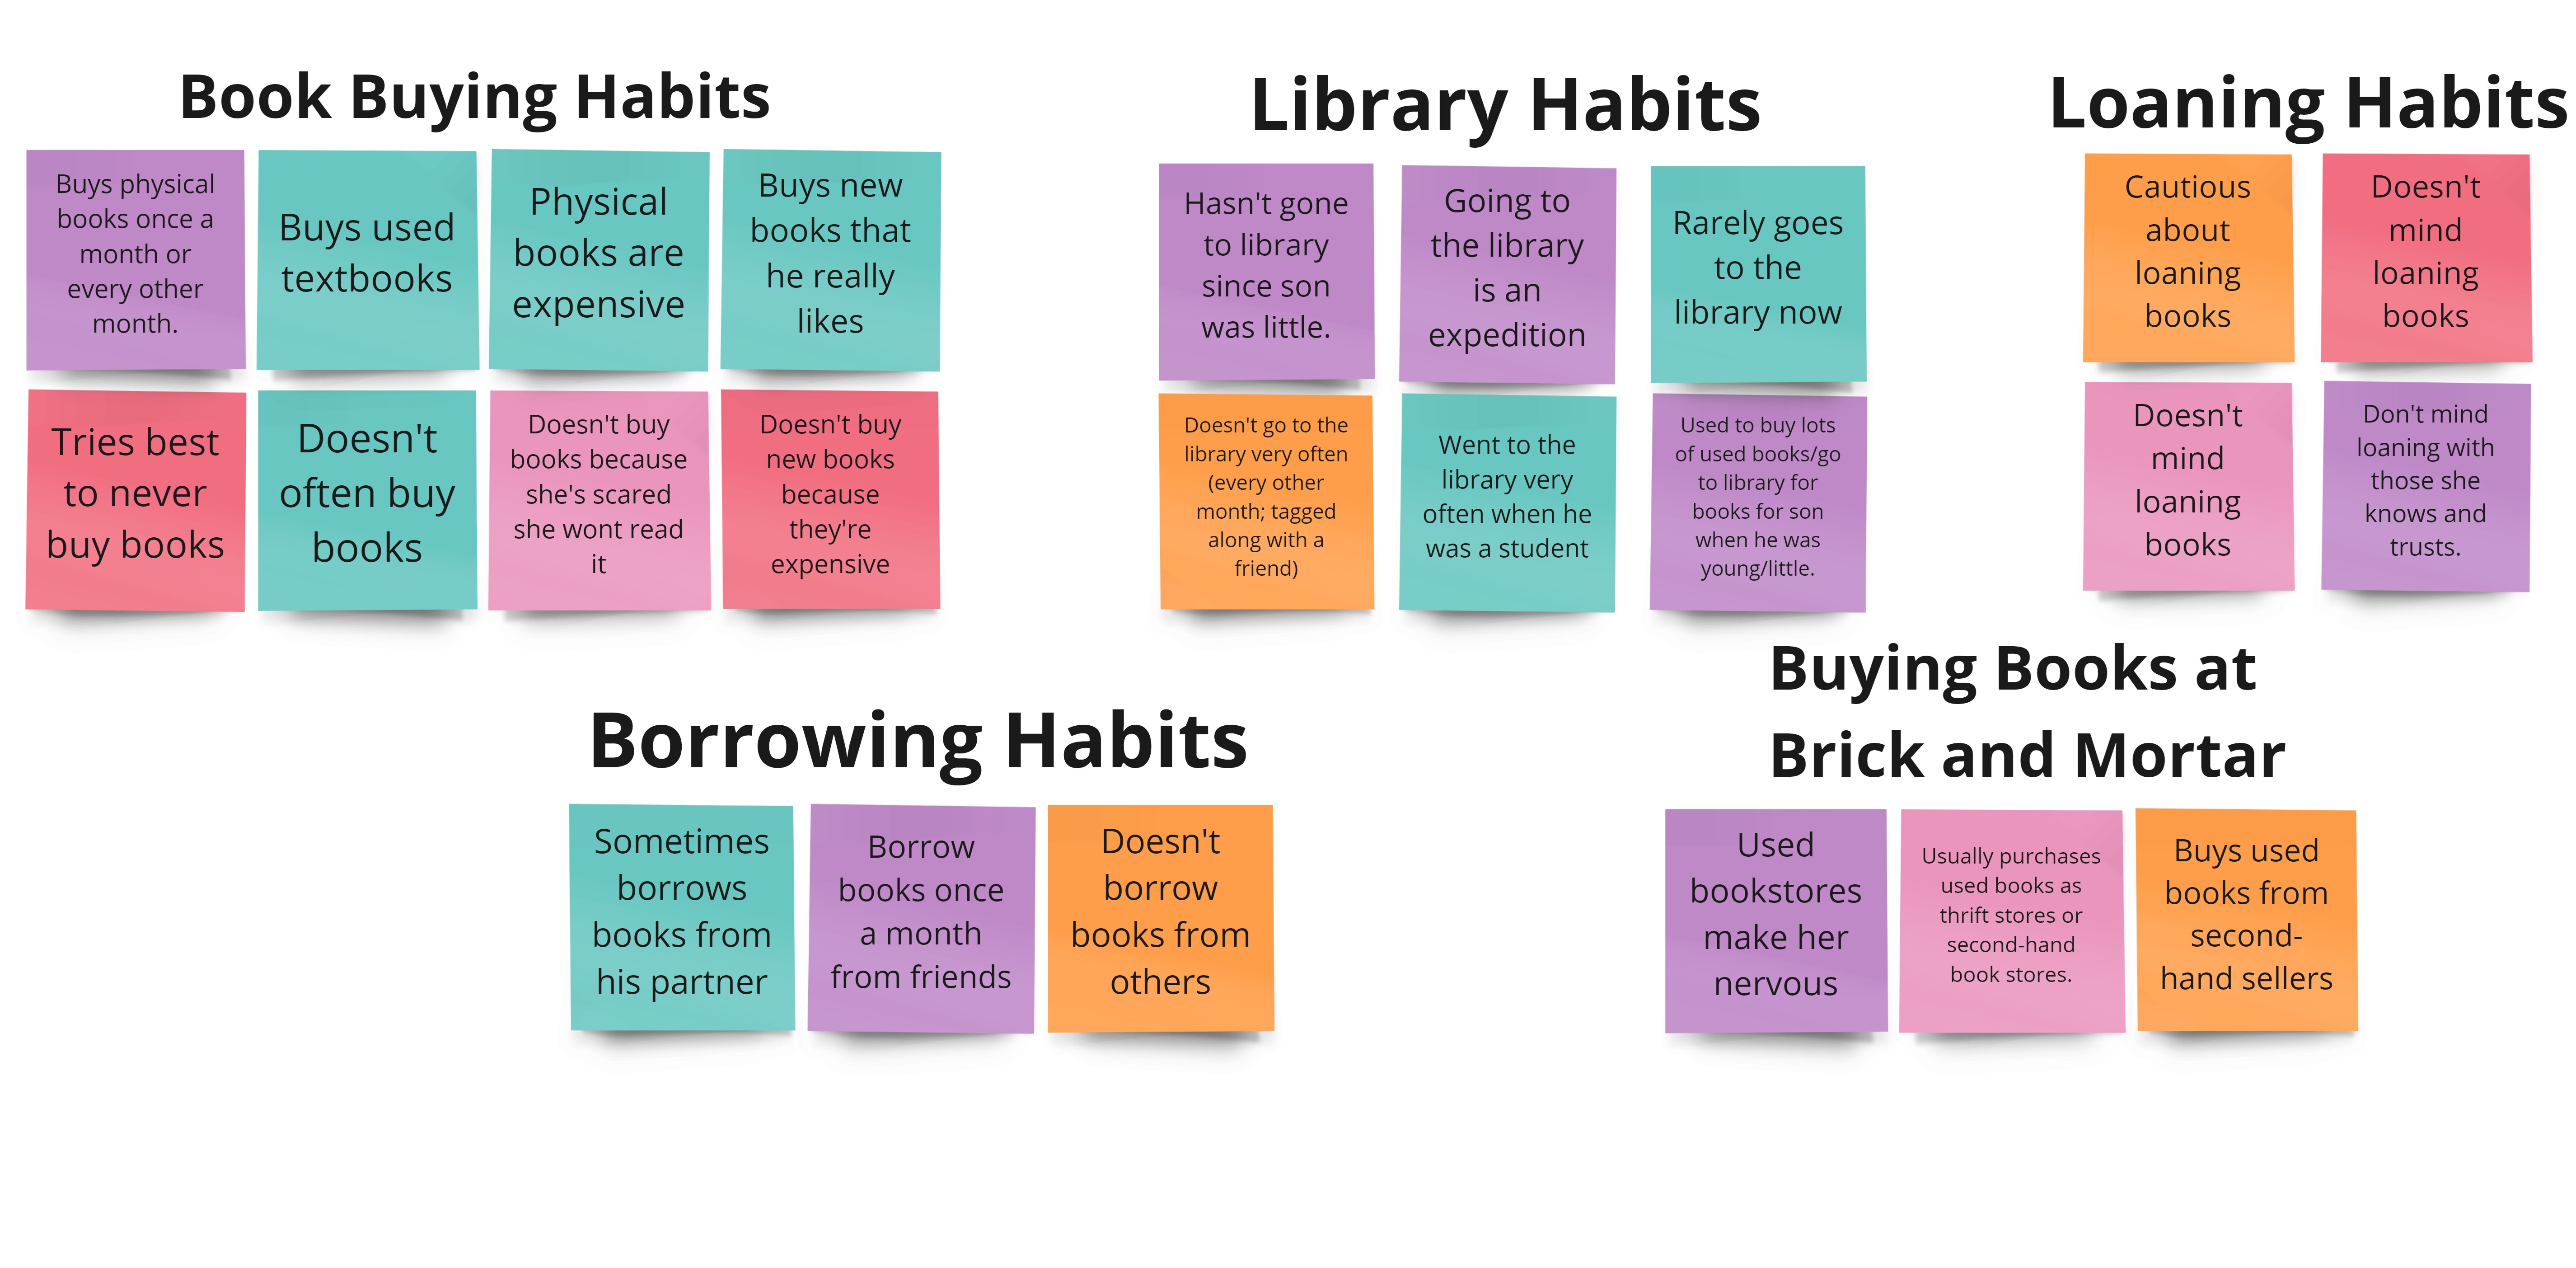 Book Buying Habits
Buys physical
books once a
month or
every other
month.
Buys used
textbooks
Physical
books are
expensive
Buys new
books that
he really
likes
Tries best
to never
buy books
Doesn't
often buy
books
Doesn't buy
books because
she's scared
she wont read
it
Doesn't buy
new books
because
they're
expensive
Library Habits
Hasn't gone
to library
since son
was little.
Going to
the library
is an
expedition
Rarely goes
to the
library now
Doesn't go to the
library very often
(every other
month; tagged
along with a
friend)
Went to the
library very
often when he
was a student
Used to buy lots
of used books/go
to library for
books for son
when he was
young/little.
Loaning Habits
Cautious
about
loaning
books
Doesn't
mind
loaning
books
Doesn't
mind
loaning
books
Don't mind
loaning with
those she
knows and
trusts.
Borrowing Habits
Sometimes
borrows
books from
his partner
Borrow
books once
a month
from friends
Doesn't
borrow
books from
others
Buying Books at
Brick and Mortar
Used
bookstores
make her
nervous
Usually purchases
used books as
thrift stores or
second-hand
book stores.
Buys used
books from
second-
hand sellers